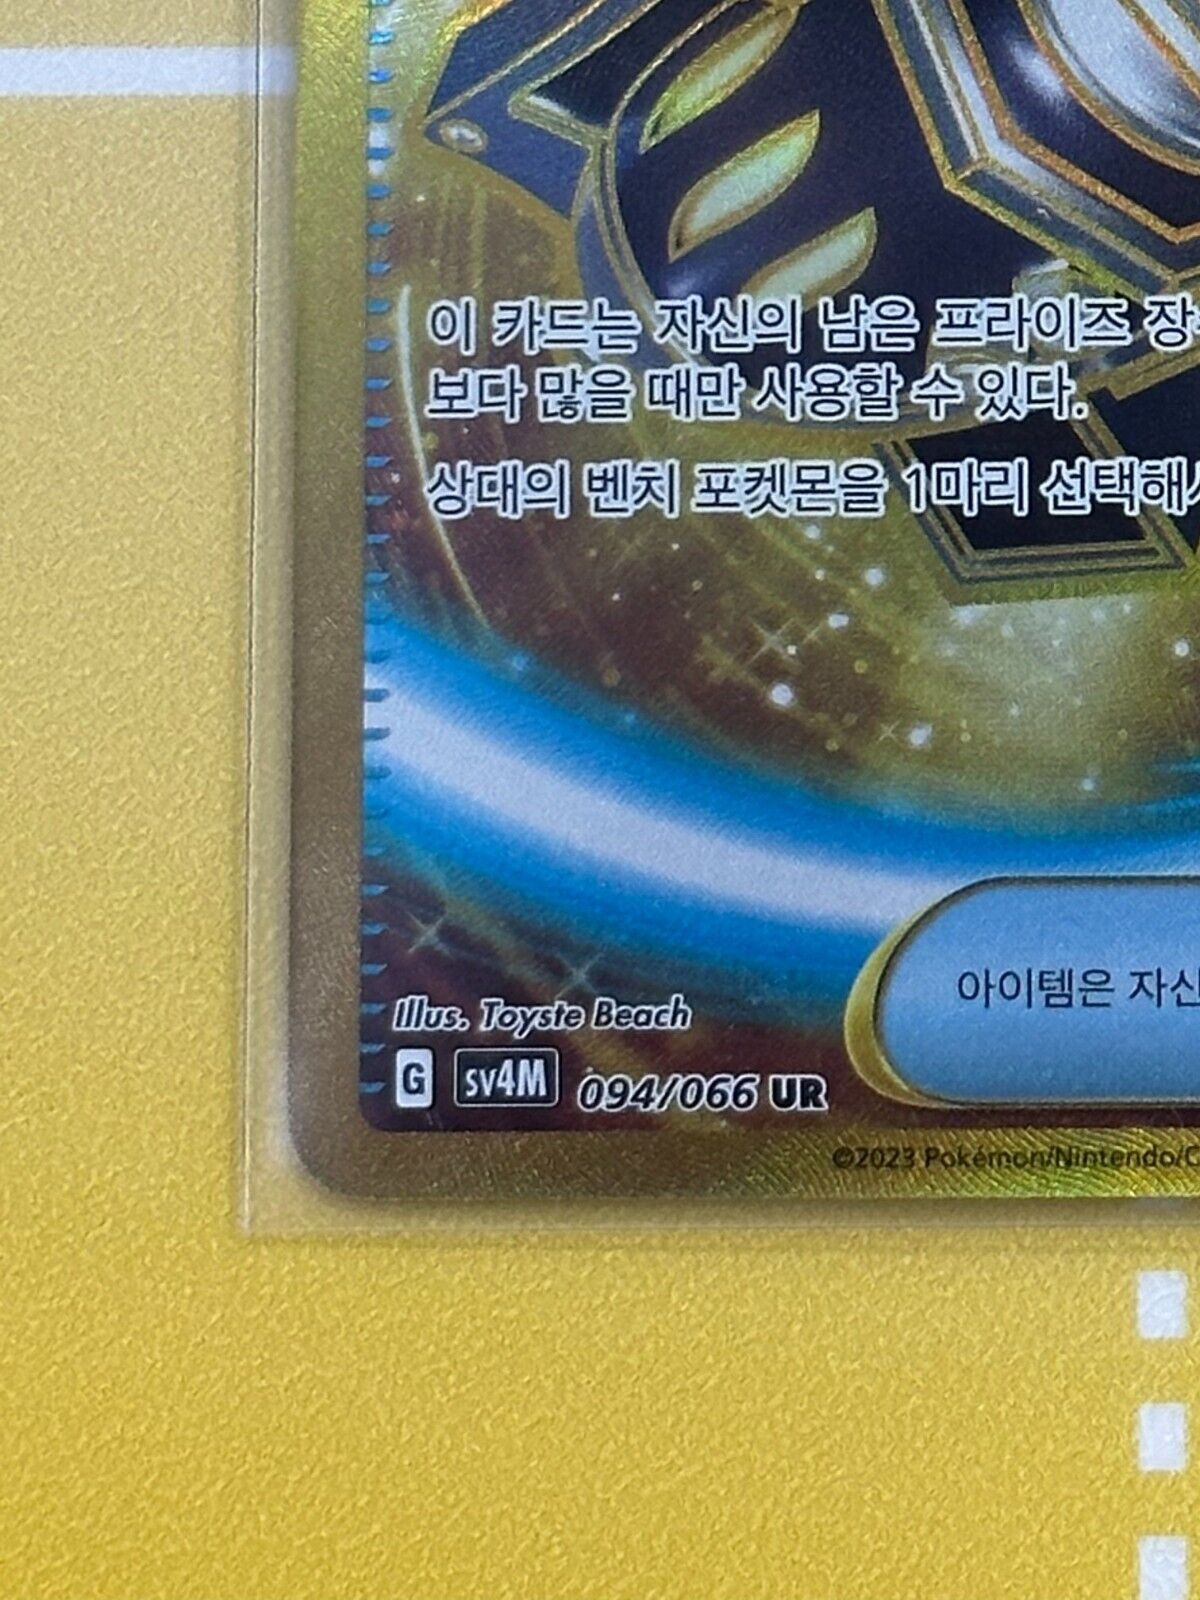 이 카드는 자신의 남은 프라이즈 장
보다 많을 때만 사용할 수 있다.
상대의 벤치 포켓몬을 1마리 선택해
아이템은 자신
Illus. Toyste Beach
G sv4M 094/066 UR
©2023 Pokémon/Nintendo/C